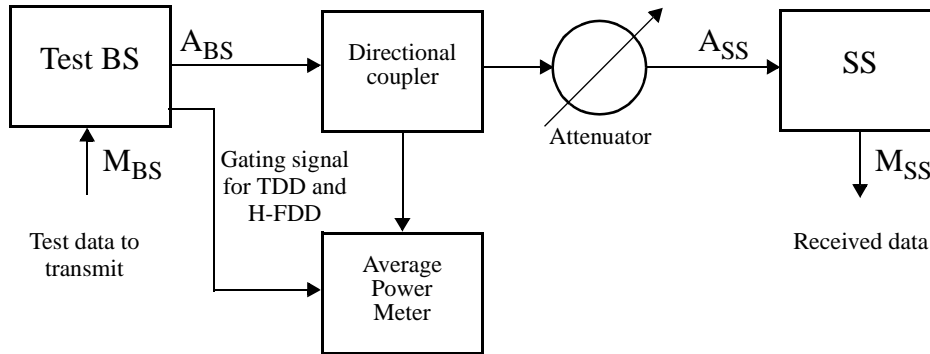 Test BS
A_BS
Directional
coupler
A_SS
SS
Attenuator
M_BS
Gating signal
for TDD and
H-FDD
M_SS
Test data to
transmit
Average
Power
Meter
Received data